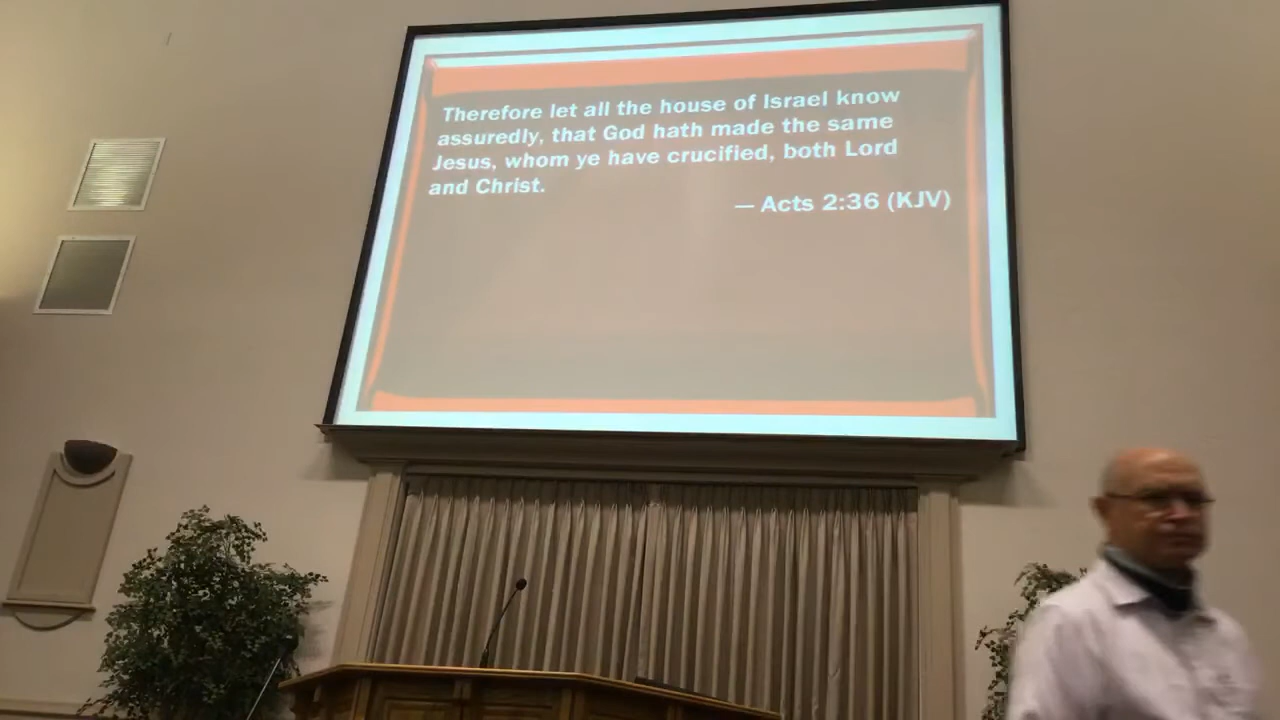 Therefore let all the house of Israel know
assuredly, that God hath made the same
Jesus, whom ye have crucified, both Lord
and Christ.
— Acts 2:36 (KJV)